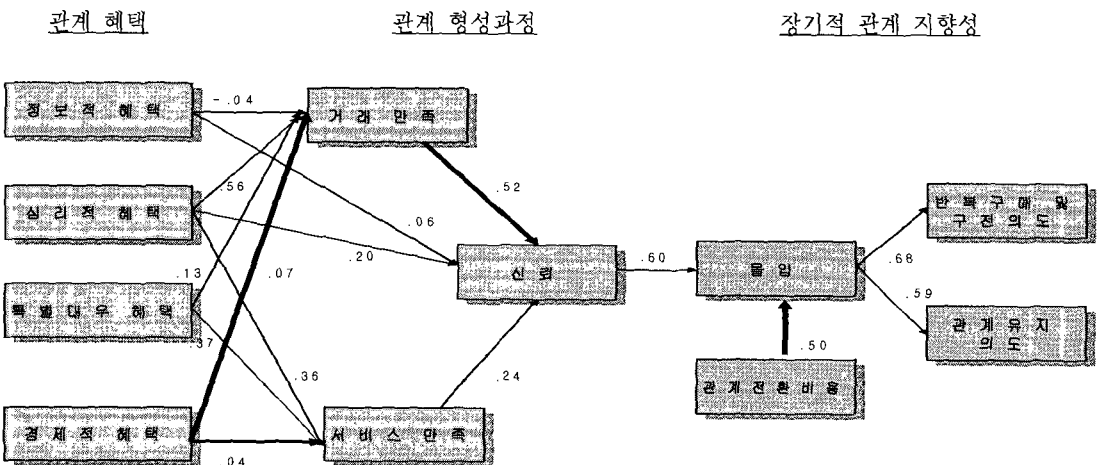 관계 혜택
관계 형성과정
장기적 관계 지향성
정보적 혜택
-.04
거래 만족
심리적 혜택
.56
.52
반복구매 및
구전의도
.06
.20
신뢰
.60
몰입
.68
.13
.07
특별대우 혜택
.59
관계유지
의도
.37
.36
.24
.50
관계전환비용
경제적 혜택
서비스 만족
.04